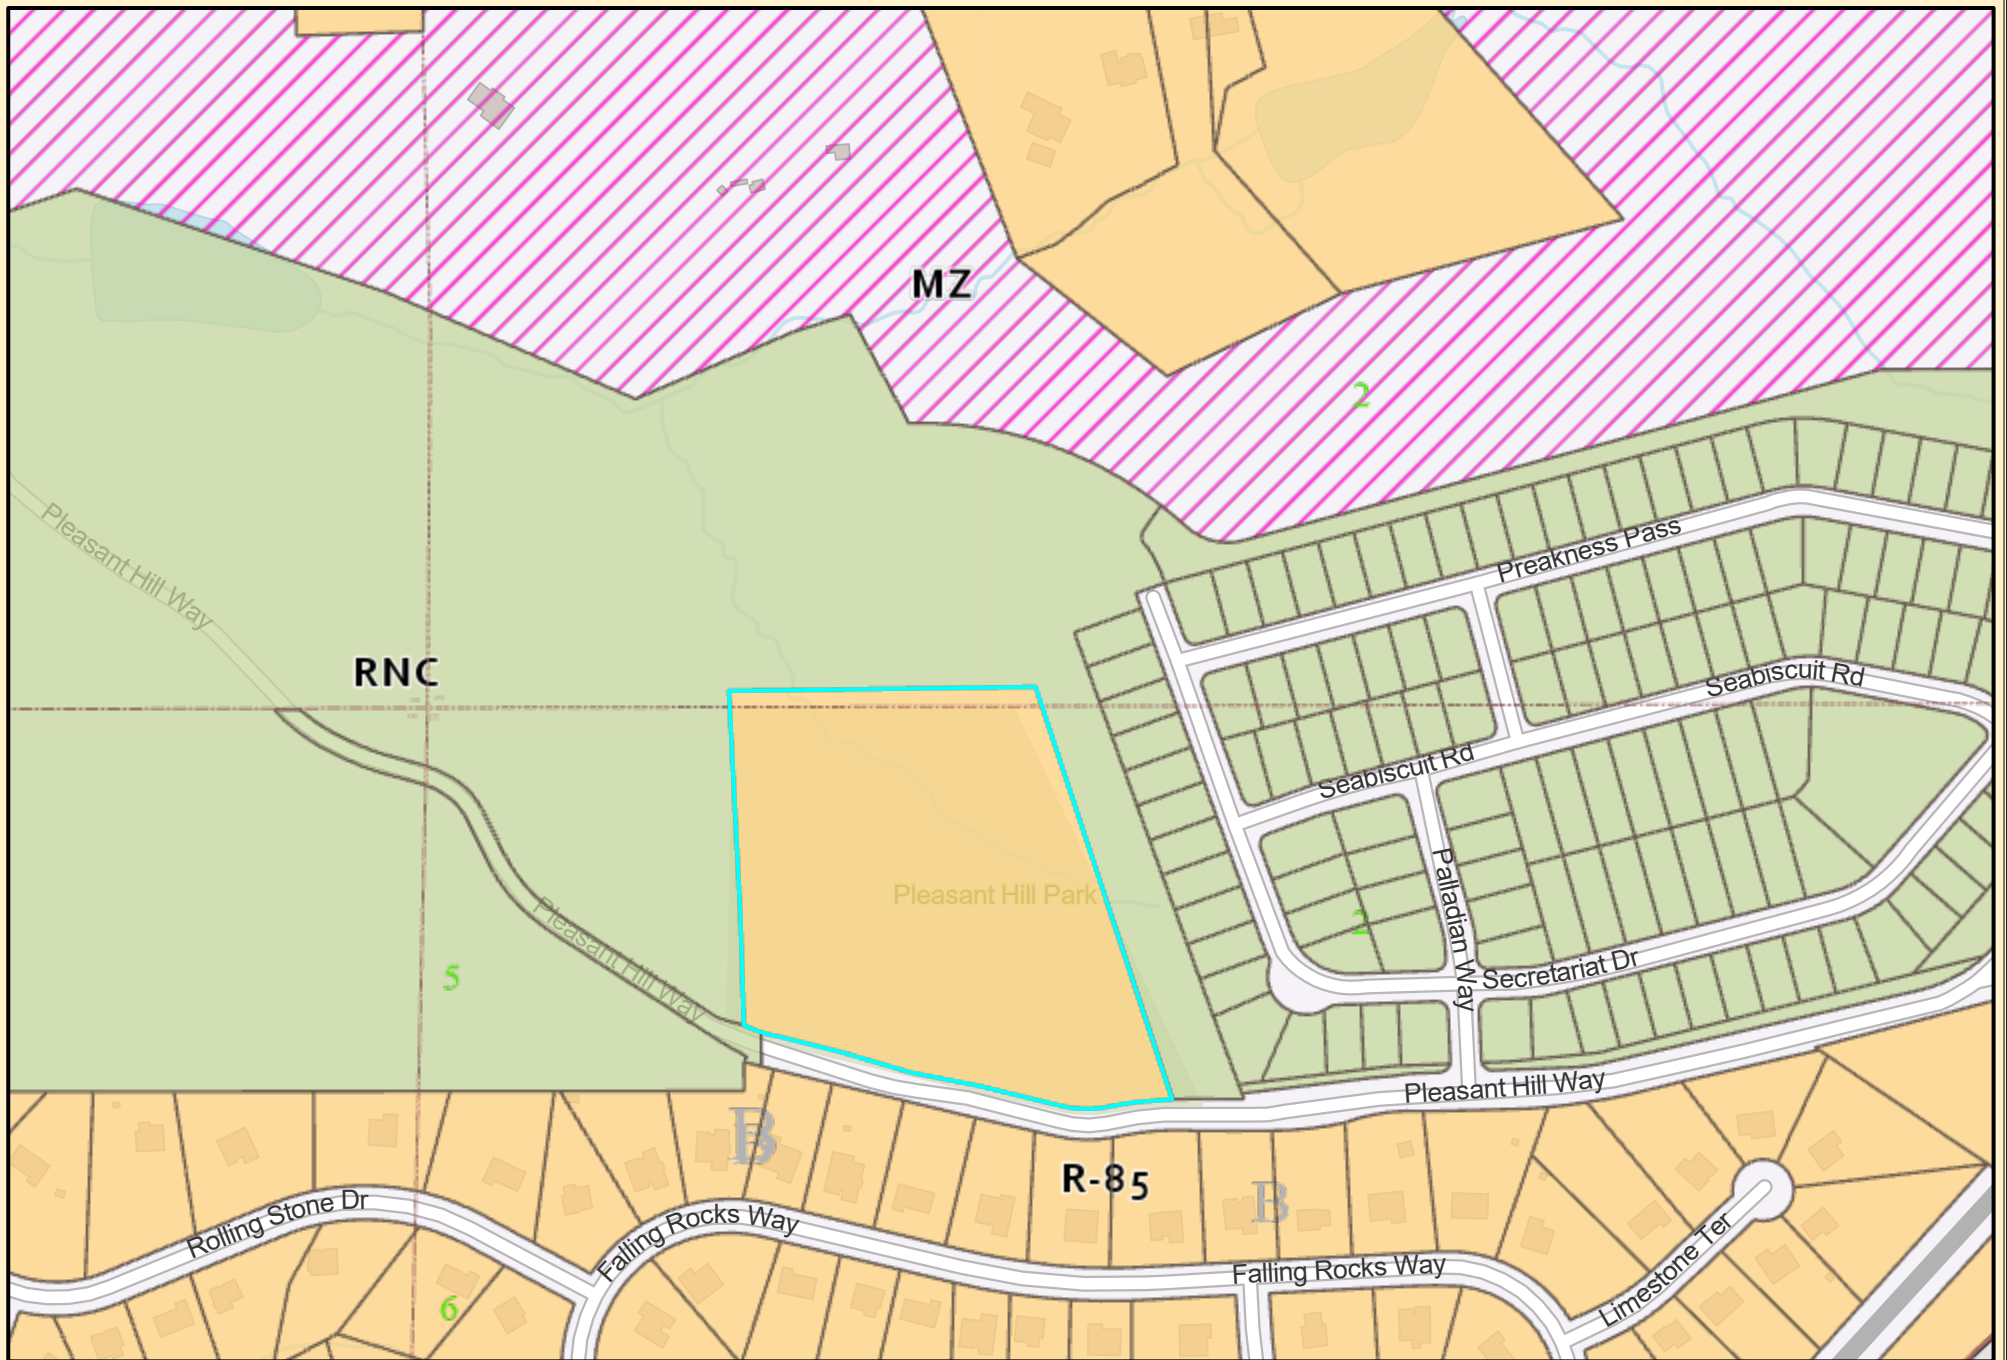 MZ
2
Pleasant Hill Way
Preakness Pass
RNC
Seabiscuit Rd
Seabiscuit Rd
Pleasant Hill Park
Palladian Way
2
5
Pleasant Hill Way
Secretariat Dr
Pleasant Hill Way
B
R-85
B
Rolling Stone Dr
Falling Rocks Way
Falling Rocks Way
Limestone Ter
6